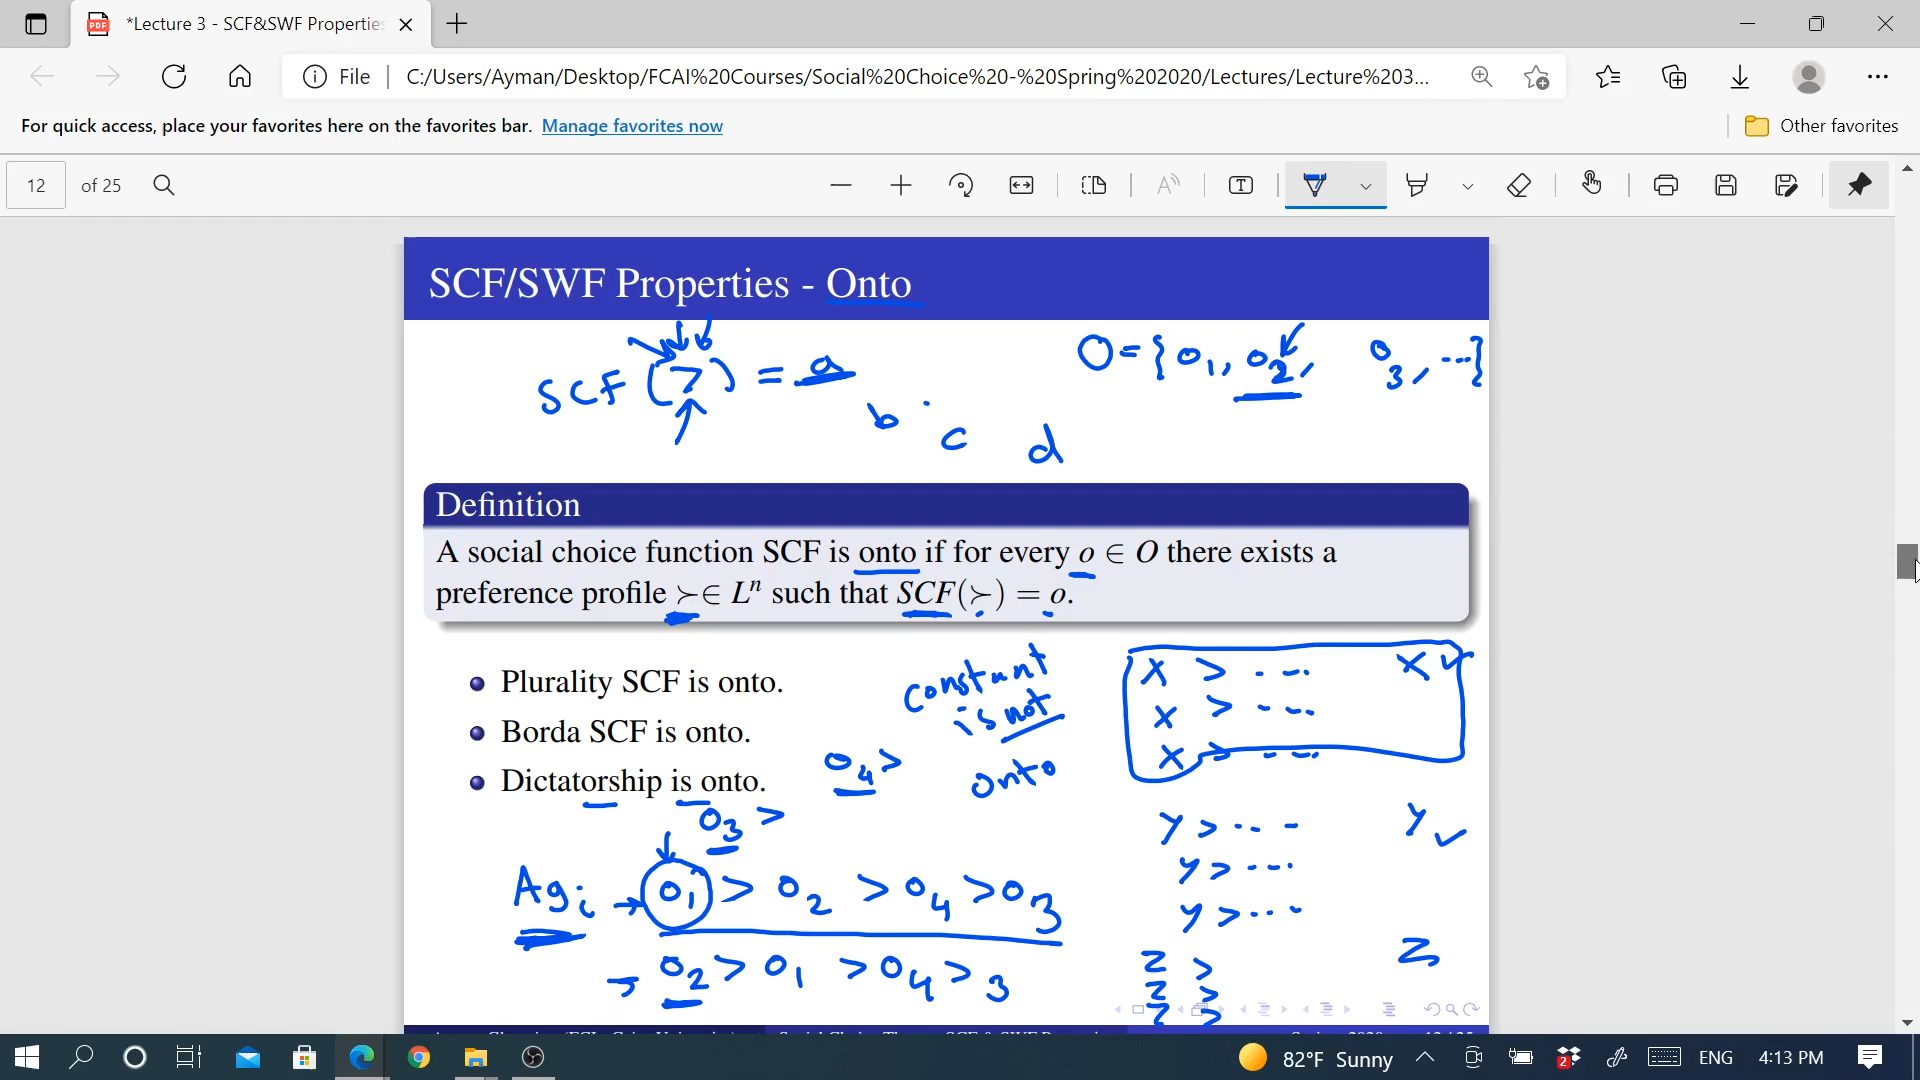 *Lecture 3 - SCF&SWF Properties
File C:/Users/Ayman/Desktop/FCAI%20Courses/Social%20Choice%20-%20Spring%202020/Lectures/Lecture%203...
For quick access, place your favorites here on the favorites bar. Manage favorites now
Other favorites
12 of 25
SCF/SWF Properties - Onto
SCF (>) = a
b c d
O = {o1, o2, o3, ...}
Definition
A social choice function SCF is onto if for every o ∈ O there exists a
preference profile ≻∈ Lⁿ such that SCF(≻) = o.
Plurality SCF is onto.
Borda SCF is onto.
Dictatorship is onto.
constant
is not
onto
o4 >
o3 >
Agi → o1 > o2 > o4 > o3
→ o2 > o1 > o4 > 3
x > ... x
x > ...
x > ...
y > ... y
y > ...
y > ...
z > z
z >
z >
82°F Sunny
2
ENG
4:13 PM